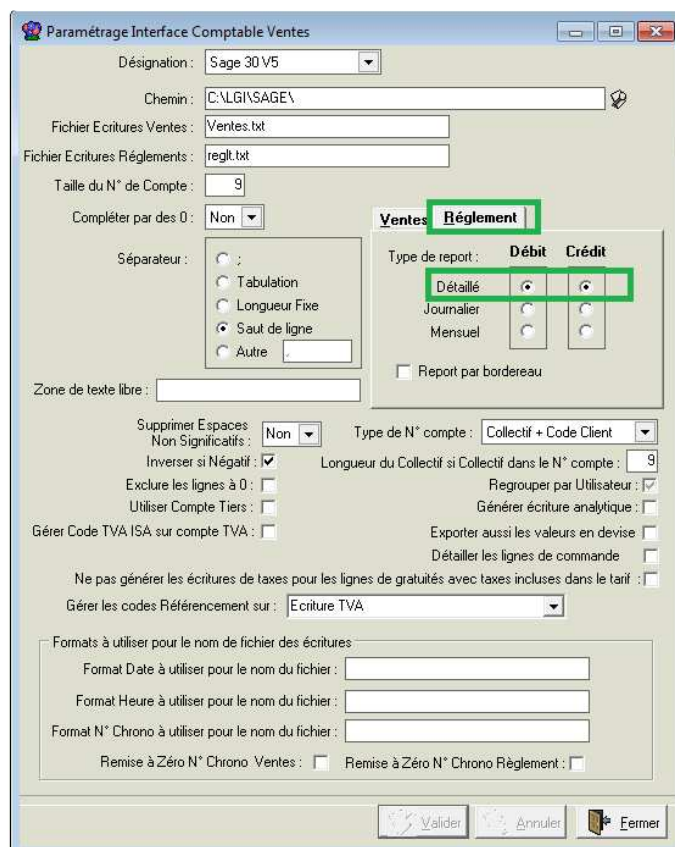 Paramétrage Interface Comptable Ventes
Désignation : Sage 30 V5
Chemin : C:\LGI\SAGE\
Fichier Ecritures Ventes : Ventes.txt
Fichier Ecritures Réglements : reglt.txt
Taille du N° de Compte : 9
Compléter par des 0 : Non
Ventes Réglement
Séparateur : ;
Tabulation
Longueur Fixe
Saut de ligne
Autre .
Type de report : Débit Crédit
Détaillé
Journalier
Mensuel
Report par bordereau
Zone de texte libre :
Supprimer Espaces Non Significatifs : Non
Type de N° compte : Collectif + Code Client
Inverser si Négatif :
Longueur du Collectif si Collectif dans le N° compte : 9
Exclure les lignes à 0 :
Regrouper par Utilisateur :
Utiliser Compte Tiers :
Générer écriture analytique :
Gérer Code TVA ISA sur compte TVA :
Exporter aussi les valeurs en devise
Détailler les lignes de commande
Ne pas générer les écritures de taxes pour les lignes de gratuités avec taxes incluses dans le tarif :
Gérer les codes Référencement sur : Ecriture TVA
Formats à utiliser pour le nom de fichier des écritures
Format Date à utiliser pour le nom du fichier :
Format Heure à utiliser pour le nom du fichier :
Format N° Chrono à utiliser pour le nom du fichier :
Remise à Zéro N° Chrono Ventes : Remise à Zéro N° Chrono Règlement :
Valider Annuler Fermer